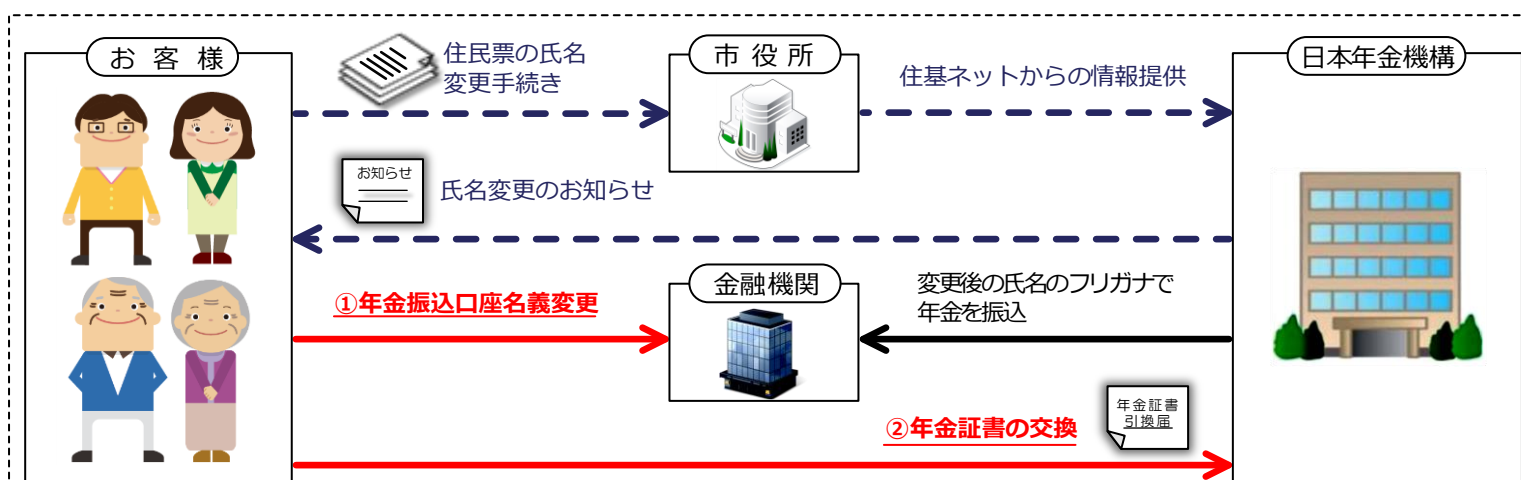 お客様
住民票の氏名
変更手続き
市役所
住基ネットからの情報提供
日本年金機構
お知らせ
氏名変更のお知らせ
①年金振込口座名義変更
金融機関
変更後の氏名のフリガナで
年金を振込
②年金証書の交換
年金証書
引換届